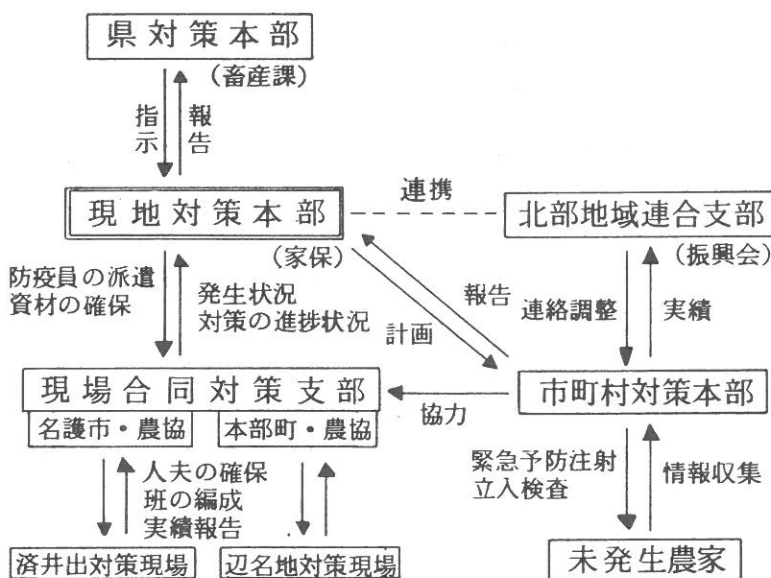 県対策本部
(畜産課)
指示
報告
現地対策本部
(家保)
連携
北部地域連合支部
(振興会)
防疫員の派遣
資材の確保
発生状況
対策の進捗状況
報告
計画
連絡調整
実績
現場合同対策支部
名護市・農協
本部町・農協
協力
市町村対策本部
人夫の確保
班の編成
実績報告
緊急予防注射
立入検査
情報収集
済井出対策現場
辺名地対策現場
未発生農家